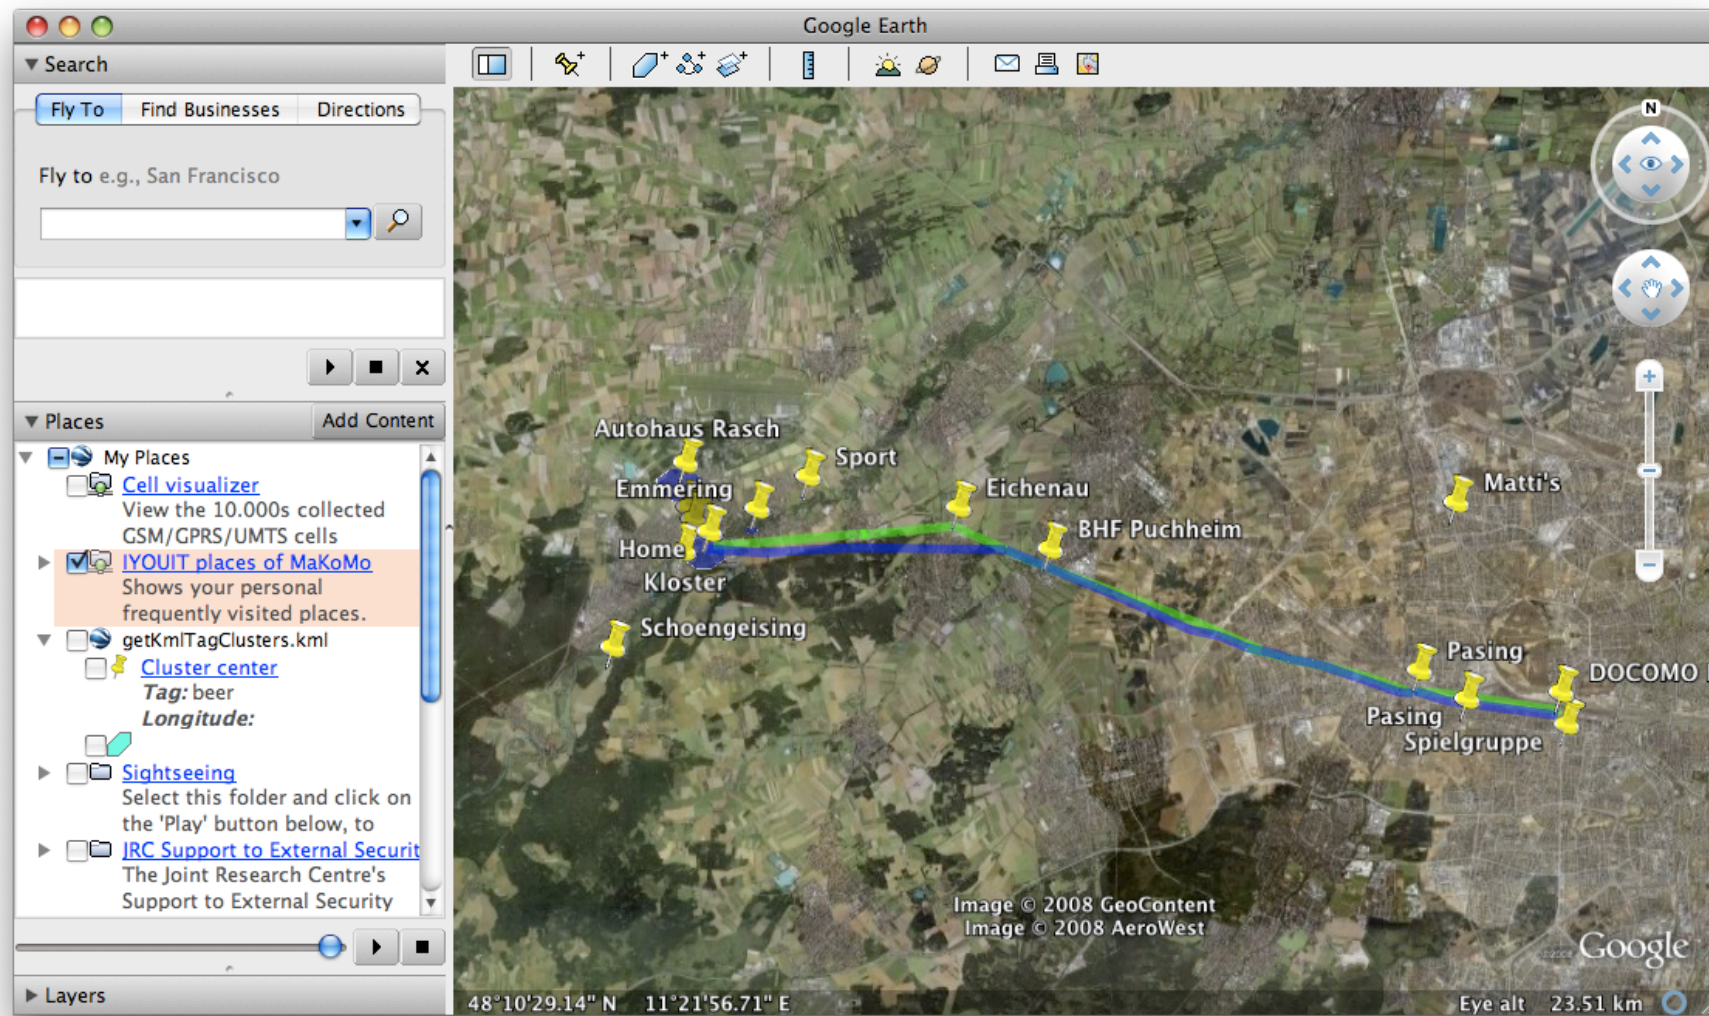 Google Earth
Search
Fly To
Find Businesses
Directions
Fly to e.g., San Francisco
Places
Add Content
My Places
Cell visualizer
View the 10.000s collected
GSM/GPRS/UMTS cells
IYOUIT places of MaKoMo
Shows your personal
frequently visited places.
getKmlTagClusters.kml
Cluster center
Tag: beer
Longitude:
Sightseeing
Select this folder and click on
the 'Play' button below, to
JRC Support to External Securit
The Joint Research Centre's
Support to External Security
Layers
N
Autohaus Rasch
Sport
Emmering
Eichenau
Matti's
BHF Puchheim
Home
Kloster
Schoengeising
Pasing
DOCOMO
Pasing
Spielgruppe
Image © 2008 GeoContent
Image © 2008 AeroWest
©2008 Google
48°10'29.14" N 11°21'56.71" E
Eye alt 23.51 km